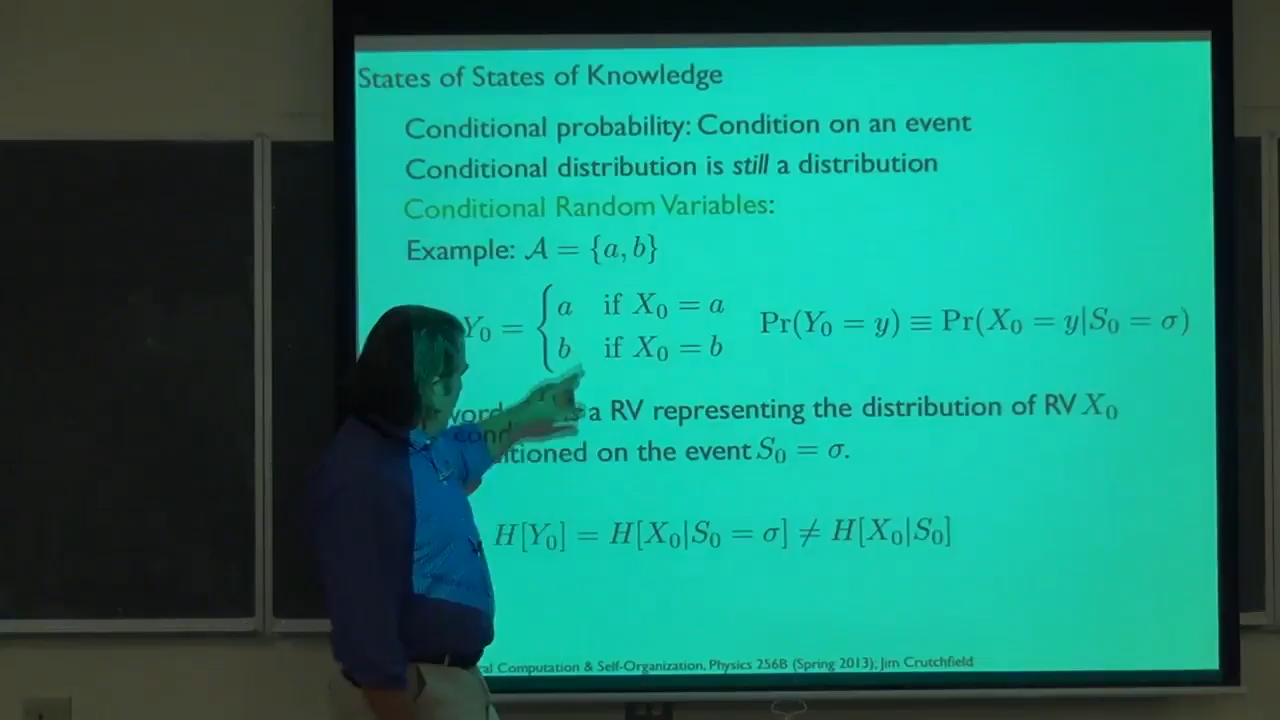 States of States of Knowledge
Conditional probability: Condition on an event
Conditional distribution is still a distribution
Conditional Random Variables:
Example: 𝒜 = {a, b}
Y₀ = { a if X₀ = a
b if X₀ = b
Pr(Y₀ = y) ≡ Pr(X₀ = y|S₀ = σ)
a RV representing the distribution of RV X₀
conditioned on the event S₀ = σ.
H[Y₀] = H[X₀|S₀ = σ] ≠ H[X₀|S₀]
Computation & Self-Organization, Physics 256B (Spring 2013); Jim Crutchfield